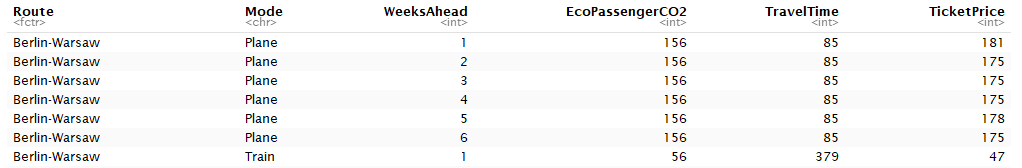 Route Mode WeeksAhead EcoPassengerCO2 TravelTime TicketPrice
<fctr> <chr> <int> <int> <int> <int>
Berlin-Warsaw Plane 1 156 85 181
Berlin-Warsaw Plane 2 156 85 175
Berlin-Warsaw Plane 3 156 85 175
Berlin-Warsaw Plane 4 156 85 175
Berlin-Warsaw Plane 5 156 85 178
Berlin-Warsaw Plane 6 156 85 175
Berlin-Warsaw Train 1 56 379 47